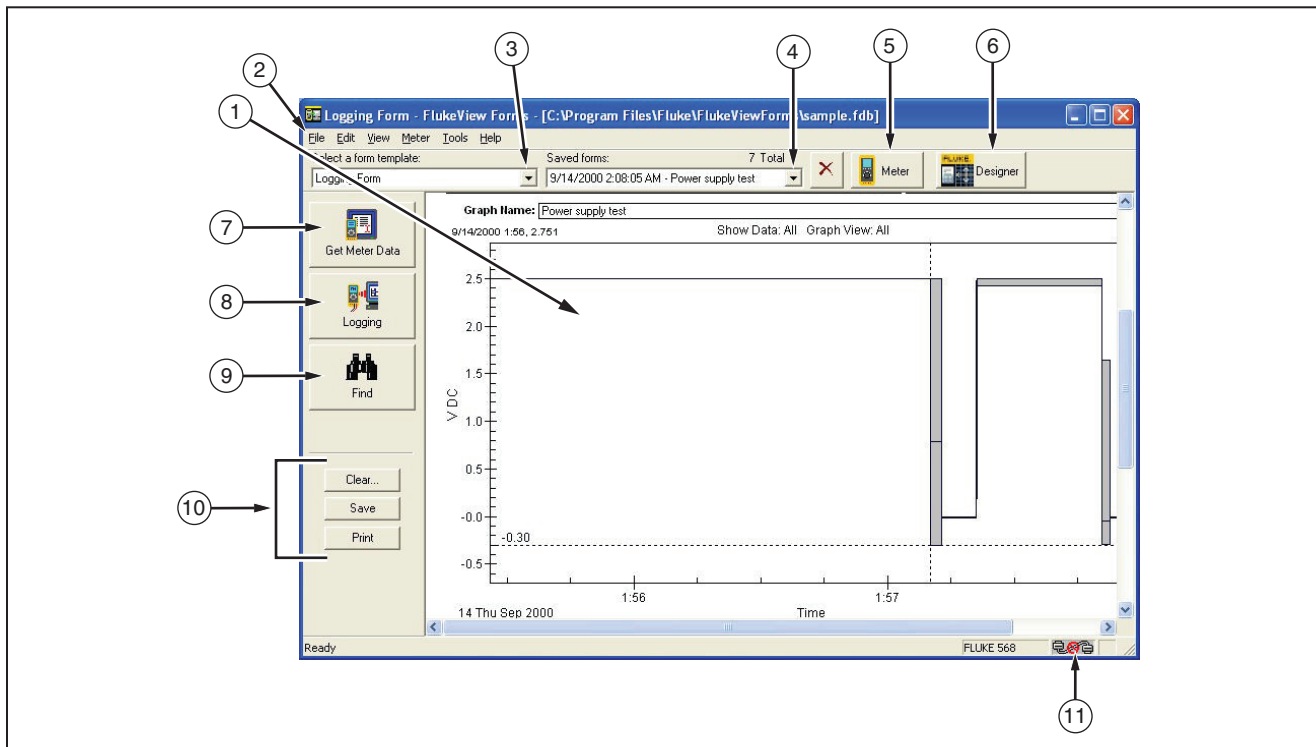 3
4
5
6
2
1
Logging Form - FlukeView Forms - [C:\Program Files\Fluke\FlukeViewForms\sample.fdb]
File Edit View Meter Tools Help
Select a form template:
Saved forms: 7 Total
Logging Form
9/14/2000 2:08:05 AM - Power supply test
Meter
FLUKE
Designer
7
Get Meter Data
8
Logging
9
Find
10
Clear...
Save
Print
Graph Name: Power supply test
9/14/2000 1:56, 2.751
Show Data: All Graph View: All
2.5
2.0
1.5
1.0
0.5
-0.0
-0.5
V DC
-0.30
1:56
1:57
14 Thu Sep 2000
Time
Ready
FLUKE 568
11